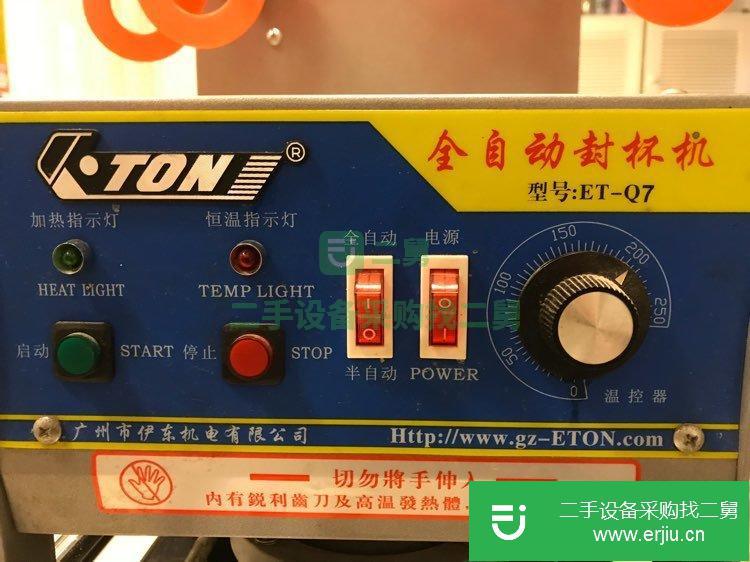 TON®
全自动封杯机
型号:ET-Q7
加热指示灯
恒温指示灯
全自动
电源
二舅
HEAT LIGHT
TEMP LIGHT
二手设备采购找二舅
启动
START
停止
STOP
半自动
POWER
0
50
100
150
200
250
温控器
广州市伊东机电有限公司
Http://www.gz-ETON.com
切勿將手伸入
内有鋭利齒刀及高溫發熱體
二手设备采购找二舅
www.erjiu.cn